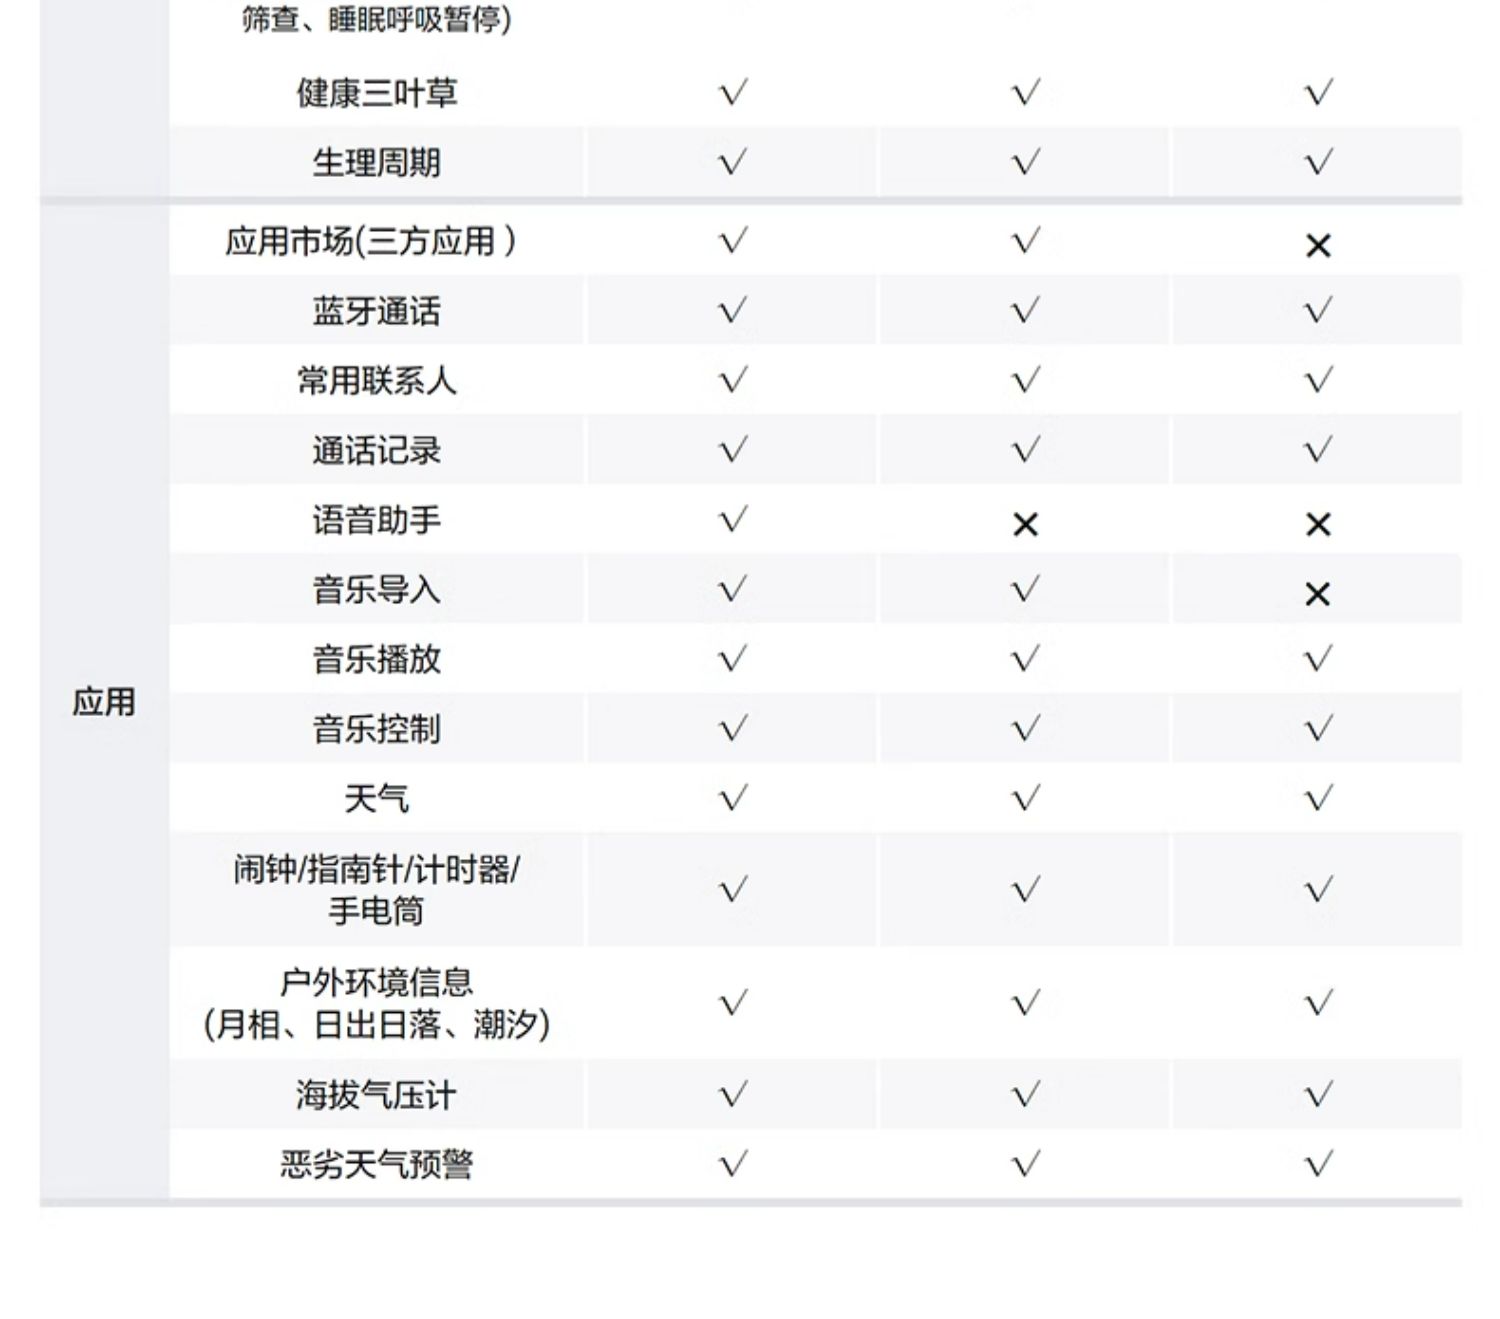 筛查、睡眠呼吸暂停)
健康三叶草 √ √ √
生理周期 √ √ √
应用市场(三方应用 ) √ √ ×
蓝牙通话 √ √ √
常用联系人 √ √ √
通话记录 √ √ √
语音助手 √ × ×
音乐导入 √ √ ×
音乐播放 √ √ √
应用
音乐控制 √ √ √
天气 √ √ √
闹钟/指南针/计时器/
手电筒 √ √ √
户外环境信息
(月相、日出日落、潮汐) √ √ √
海拔气压计 √ √ √
恶劣天气预警 √ √ √